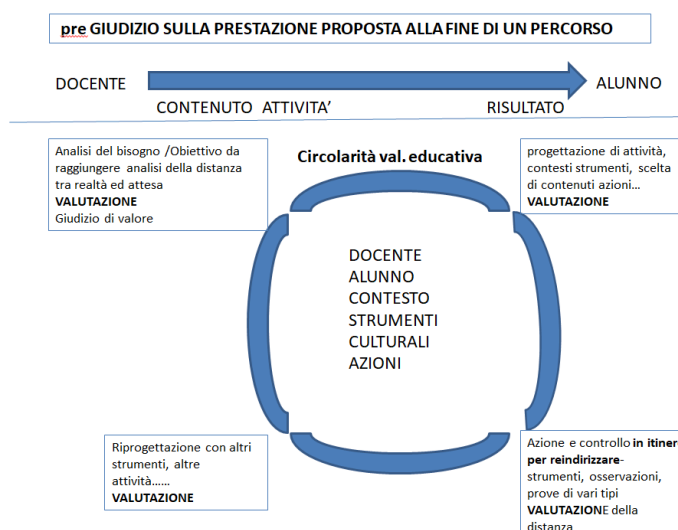 pre GIUDIZIO SULLA PRESTAZIONE PROPOSTA ALLA FINE DI UN PERCORSO
DOCENTE
ALUNNO
CONTENUTO ATTIVITA'
RISULTATO
Analisi del bisogno /Obiettivo da
raggiungere analisi della distanza
tra realtà ed attesa
VALUTAZIONE
Giudizio di valore
Circolarità val. educativa
progettazione di attività,
contesti strumenti, scelta
di contenuti azioni...
VALUTAZIONE
DOCENTE
ALUNNO
CONTESTO
STRUMENTI
CULTURALI
AZIONI
Riprogettazione con altri
strumenti, altre
attività......
VALUTAZIONE
Azione e controllo in itiner
per reindirizzare-
strumenti, osservazioni,
prove di vari tipi
VALUTAZIONE della
distanza